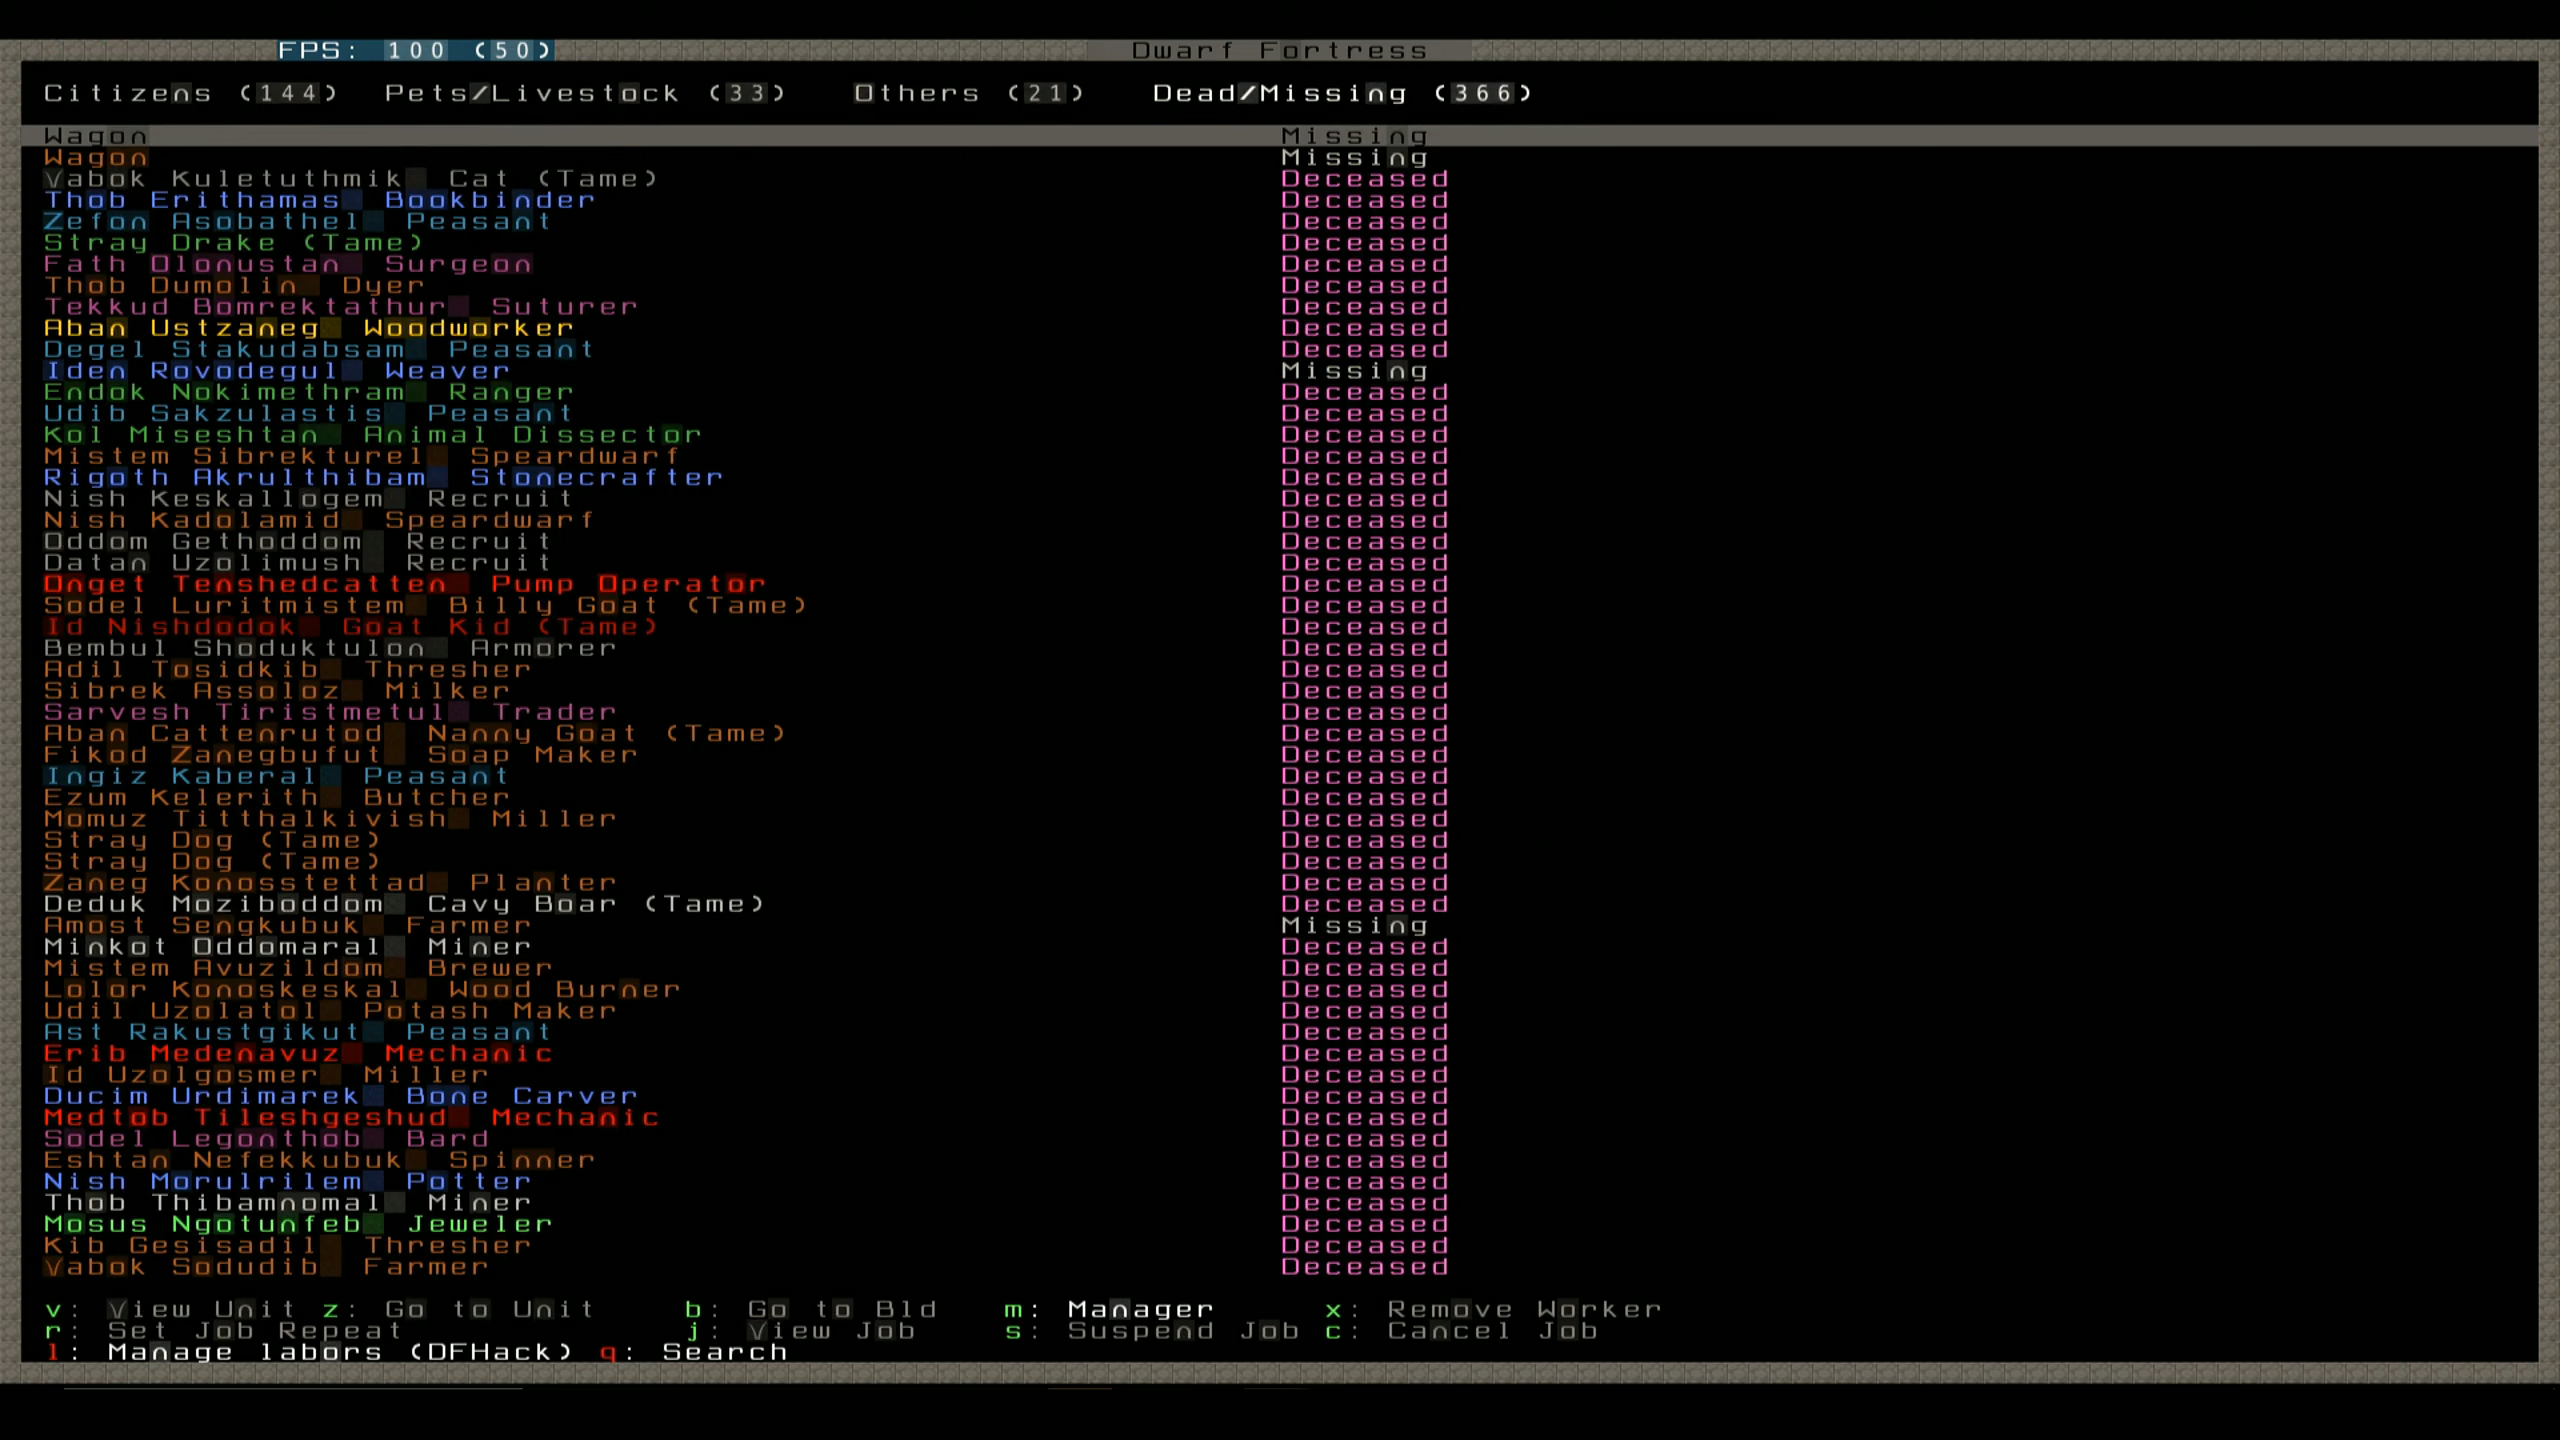 FPS: 100 (50) Dwarf Fortress
Citizens (144) Pets/Livestock (33) Others (21) Dead/Missing (366)
Wagon Missing
Wagon Missing
Vabok Kuletuthmik Cat (Tame) Deceased
Thob Erithamas Bookbinder Deceased
Zefon Asobathel Peasant Deceased
Stray Drake (Tame) Deceased
Fath Olonustan Surgeon Deceased
Thob Dumolin Dyer Deceased
Tekkud Bomrektathur Suturer Deceased
Aban Ustzaneg Woodworker Deceased
Degel Stakudabsam Peasant Deceased
Iden Rovodegul Weaver Missing
Endok Nokimethram Ranger Deceased
Udib Sakzulastis Peasant Deceased
Kol Miseshtan Animal Dissector Deceased
Mistem Sibrekturel Speardwarf Deceased
Rigoth Akrulthibam Stonecrafter Deceased
Nish Keskallogem Recruit Deceased
Nish Kadolamid Speardwarf Deceased
Oddom Gethoddom Recruit Deceased
Datan Uzolimush Recruit Deceased
Onget Tenshedcatten Pump Operator Deceased
Sodel Luritmistem Billy Goat (Tame) Deceased
Id Nishdodok Goat Kid (Tame) Deceased
Bembul Shoduktulon Armorer Deceased
Adil Tosidkib Thresher Deceased
Sibrek Assoloz Milker Deceased
Sarvesh Tiristmetul Trader Deceased
Aban Cattenrutod Nanny Goat (Tame) Deceased
Fikod Zanegbufut Soap Maker Deceased
Ingiz Kaberal Peasant Deceased
Ezum Kelerith Butcher Deceased
Momuz Titthalkivish Miller Deceased
Stray Dog (Tame) Deceased
Stray Dog (Tame) Deceased
Zaneg Konosstettad Planter Deceased
Deduk Moziboddom Cavy Boar (Tame) Deceased
Amost Sengkubuk Farmer Missing
Minkot Oddomaral Miner Deceased
Mistem Avuzildom Brewer Deceased
Lolor Konoskeskal Wood Burner Deceased
Udil Uzolatol Potash Maker Deceased
Ast Rakustgikut Peasant Deceased
Erib Medenavuz Mechanic Deceased
Id Uzolgosmer Miller Deceased
Ducim Urdimarek Bone Carver Deceased
Medtob Tileshgeshud Mechanic Deceased
Sodel Legonthob Bard Deceased
Eshtan Nefekkubuk Spinner Deceased
Nish Morulrilem Potter Deceased
Thob Thibamnomal Miner Deceased
Mosus Ngotunfeb Jeweler Deceased
Kib Gesisadil Thresher Deceased
Vabok Sodudib Farmer Deceased
v: View Unit z: Go to Unit b: Go to Bld m: Manager x: Remove Worker
r: Set Job Repeat j: View Job s: Suspend Job c: Cancel Job
l: Manage labors (DFHack) q: Search